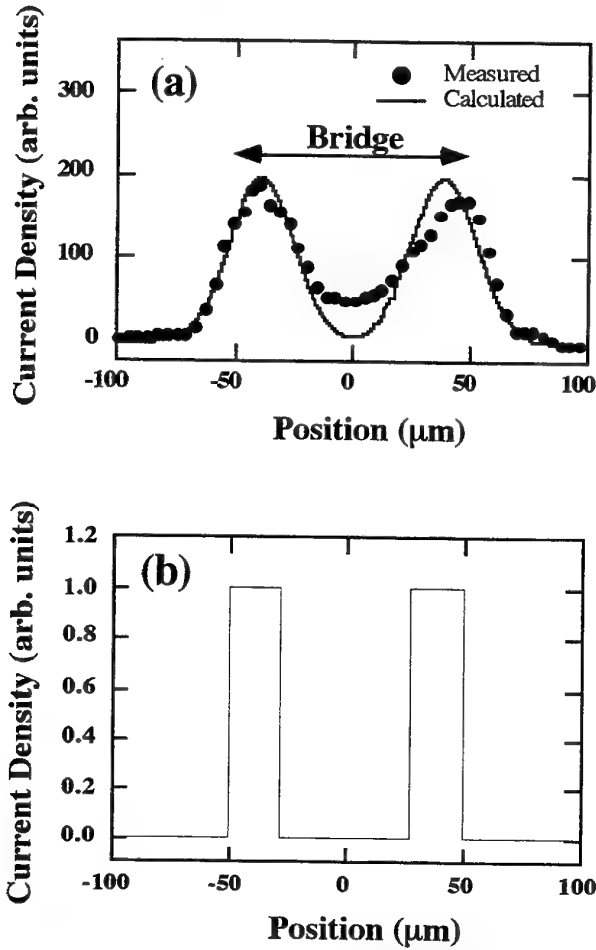 (a)
Measured
Calculated
Bridge
300
200
100
0
-100
-50
0
50
100
Current Density (arb. units)
Position (μm)
(b)
1.2
1.0
0.8
0.6
0.4
0.2
0.0
-100
-50
0
50
100
Current Density (arb. units)
Position (μm)